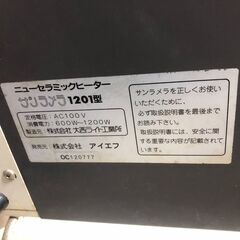 ニューセラミックヒーター
サンラメラ 1201型
定格電圧:AC100V
消費電力:600W-1200W
製造元:株式会社 大西ライト工業所
発売元:株式会社 アイエフ
OC120777
サンラメラを正しくお使い
いただくために、
必ず取扱説明書を最後まで
お読み下さい。
取扱説明書には、安全に関
する重要な内容が記載され
ています。